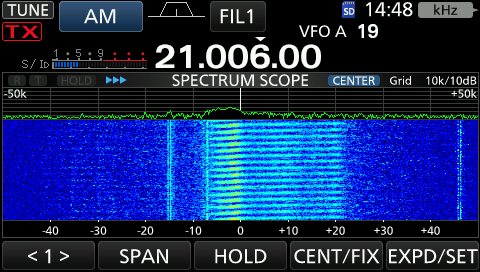 TUNE AM FIL1 SD 14:48 kHz
TX VFO A 19
S/ID 1 · 5 · 9 21.006.00
R T HOLD SPECTRUM SCOPE CENTER Grid 10k/10dB
-50k +50k
-40 -30 -20 -10 0 +10 +20 +30 +40
< 1 > SPAN HOLD CENT/FIX EXPD/SET